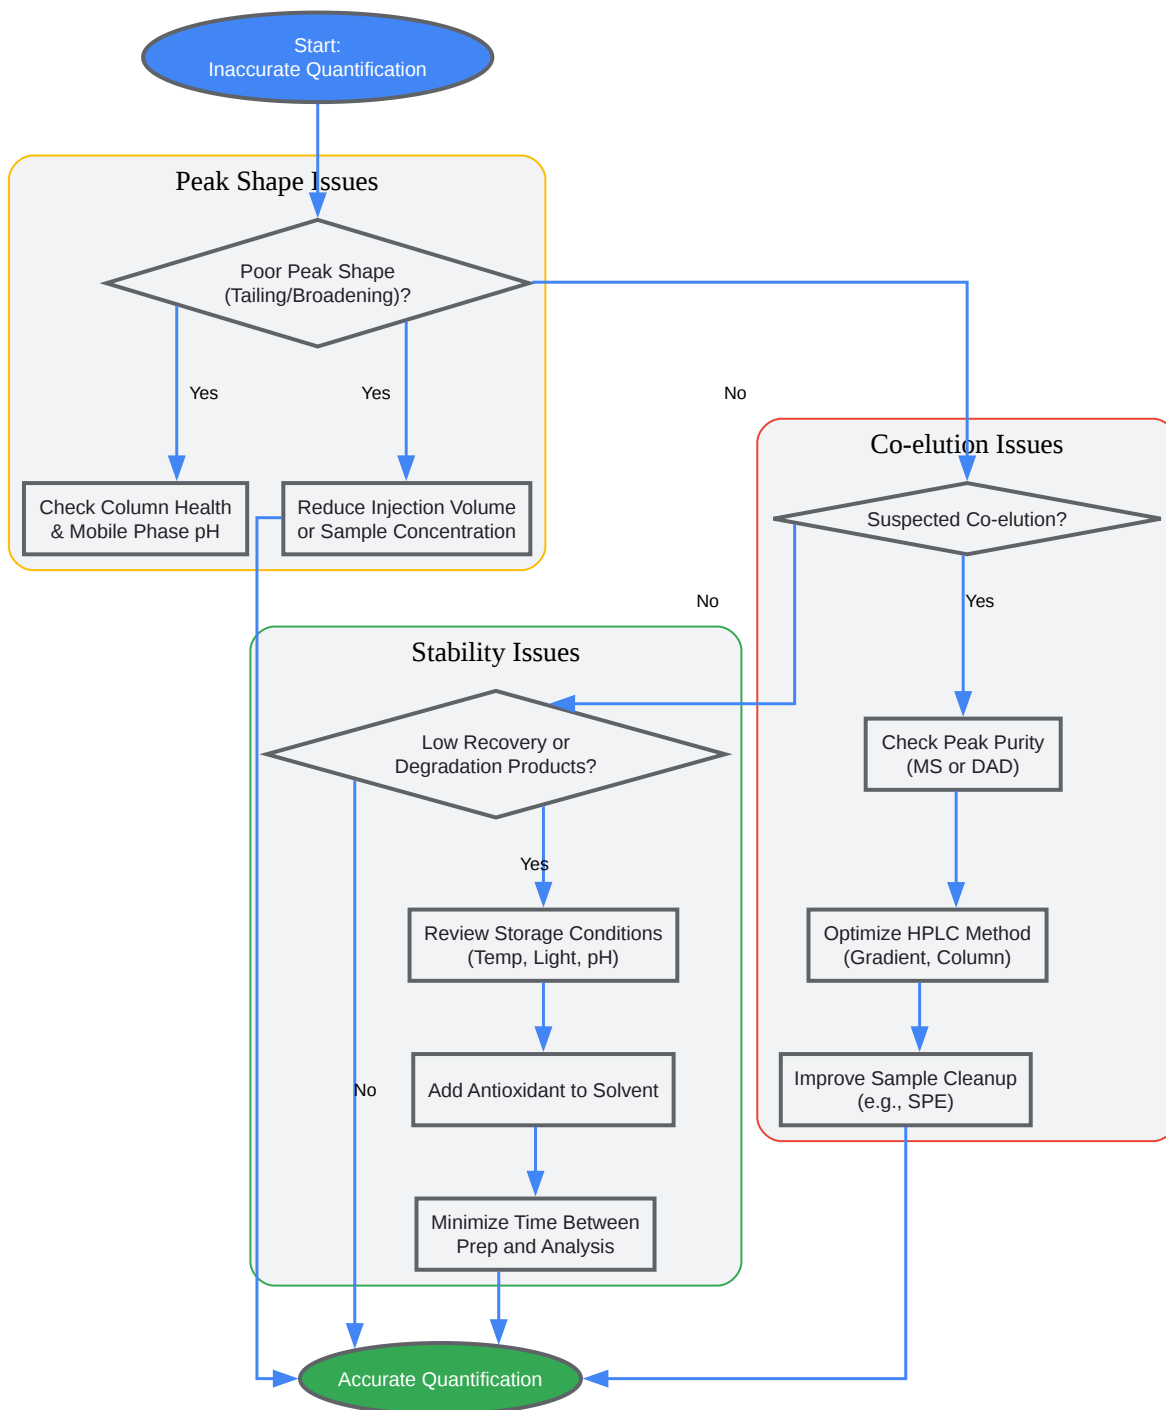 Start:
Inaccurate Quantification
Peak Shape Issues
Poor Peak Shape
(Tailing/Broadening)?
Yes
Yes
No
Check Column Health
& Mobile Phase pH
Reduce Injection Volume
or Sample Concentration
Co-elution Issues
Suspected Co-elution?
No
Yes
Stability Issues
Low Recovery or
Degradation Products?
Check Peak Purity
(MS or DAD)
Yes
Review Storage Conditions
(Temp, Light, pH)
Optimize HPLC Method
(Gradient, Column)
No
Add Antioxidant to Solvent
Improve Sample Cleanup
(e.g., SPE)
Minimize Time Between
Prep and Analysis
Accurate Quantification